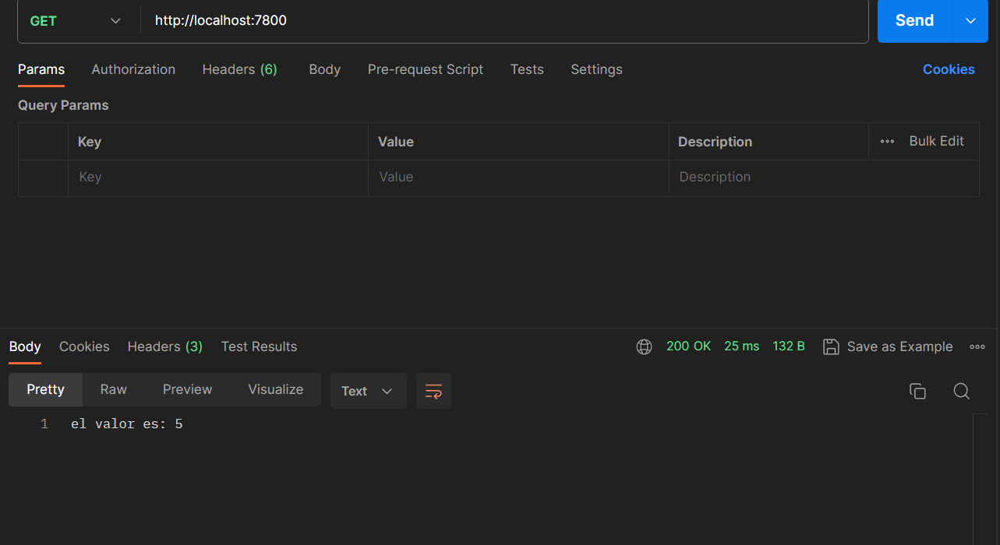 GET http://localhost:7800 Send
Params Authorization Headers (6) Body Pre-request Script Tests Settings Cookies
Query Params
Key Value Description Bulk Edit
Key Value Description
Body Cookies Headers (3) Test Results 200 OK 25 ms 132 B Save as Example
Pretty Raw Preview Visualize Text
1 el valor es: 5